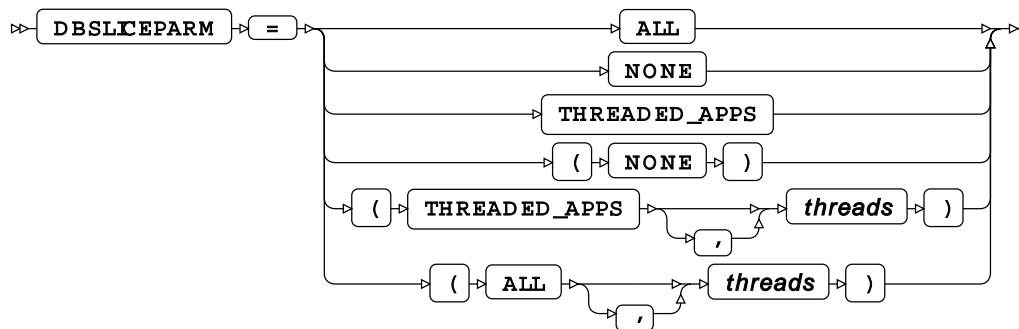 DBSLICEPARM = ALL
NONE
THREADED_APPS
( NONE )
( THREADED_APPS , threads )
( ALL , threads )